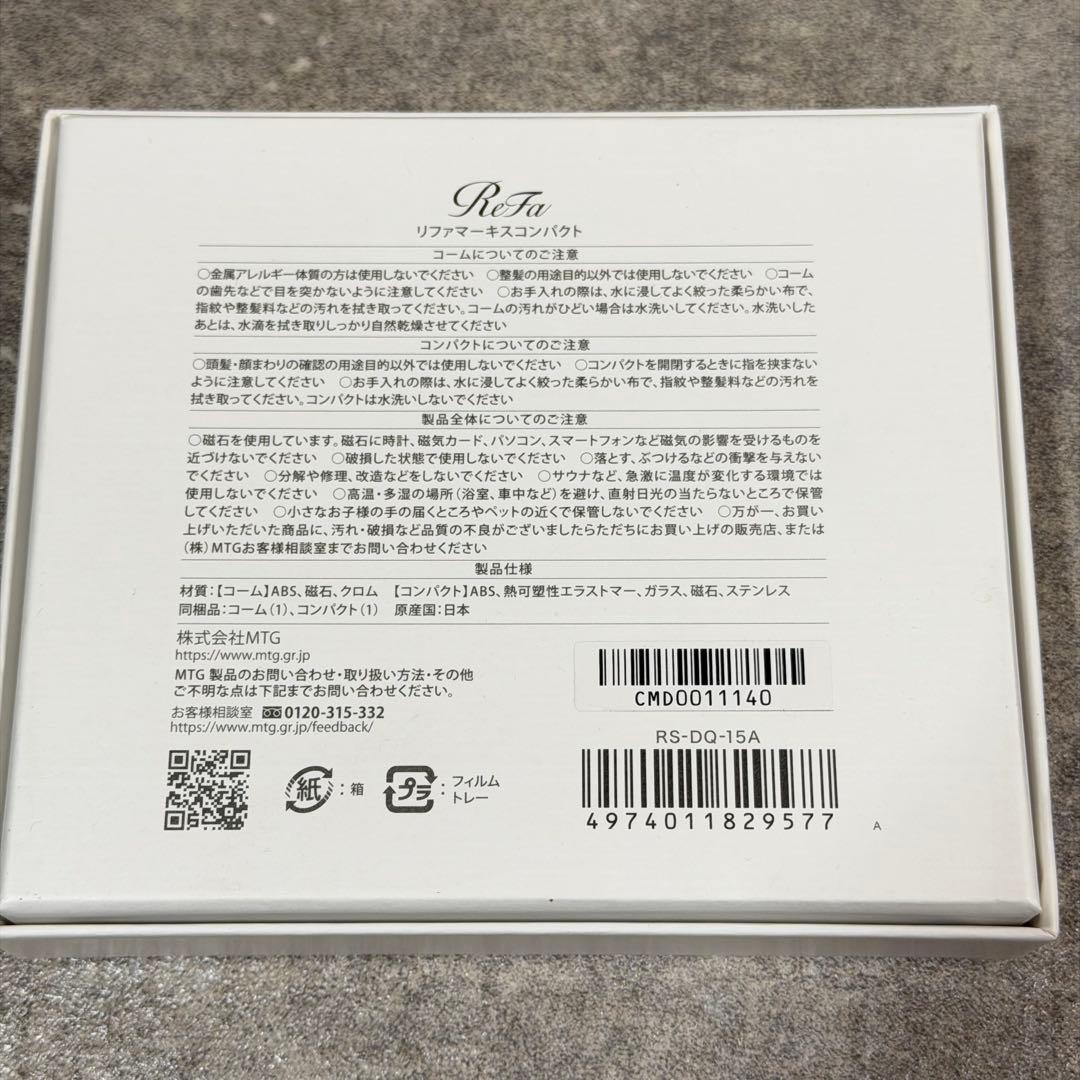 ReFa
リファマーキスコンパクト
コームについてのご注意
○金属アレルギー体質の方は使用しないでください　○整髪の用途目的以外では使用しないでください　○コーム
の歯先などで目を突かないように注意してください　○お手入れの際は、水に浸してよく絞った柔らかい布で、
指紋や整髪料などの汚れを拭き取ってください。コームの汚れがひどい場合は水洗いしてください。水洗いした
あとは、水滴を拭き取りしっかり自然乾燥させてください
コンパクトについてのご注意
○頭髪・顔まわりの確認の用途目的以外では使用しないでください　○コンパクトを開閉するときに指を挟まない
ように注意してください　○お手入れの際は、水に浸してよく絞った柔らかい布で、指紋や整髪料などの汚れを
拭き取ってください。コンパクトは水洗いしないでください
製品全体についてのご注意
○磁石を使用しています。磁石に時計、磁気カード、パソコン、スマートフォンなど磁気の影響を受けるものを
近づけないでください　○破損した状態で使用しないでください　○落とす、ぶつけるなどの衝撃を与えない
でください　○分解や修理、改造などをしないでください　○サウナなど、急激に温度が変化する環境では
使用しないでください　○高温・多湿の場所（浴室、車中など）を避け、直射日光の当たらないところで保管
してください　○小さなお子様の手の届くところやペットの近くで保管しないでください　○万が一、お買い
上げいただいた商品に、汚れ・破損など品質の不良がございましたらただちにお買い上げの販売店、または
（株）MTGお客様相談室までお問い合わせください
製品仕様
材質：【コーム】ABS、磁石、クロム　【コンパクト】ABS、熱可塑性エラストマー、ガラス、磁石、ステンレス
同梱品：コーム（1）、コンパクト（1）　原産国：日本
株式会社MTG
https://www.mtg.gr.jp
MTG 製品のお問い合わせ・取り扱い方法・その他
ご不明な点は下記までお問い合わせください。
お客様相談室 0120-315-332
https://www.mtg.gr.jp/feedback/
紙：箱
プラ：フィルム
トレー
CMD0011140
RS-DQ-15A
4974011829577
A